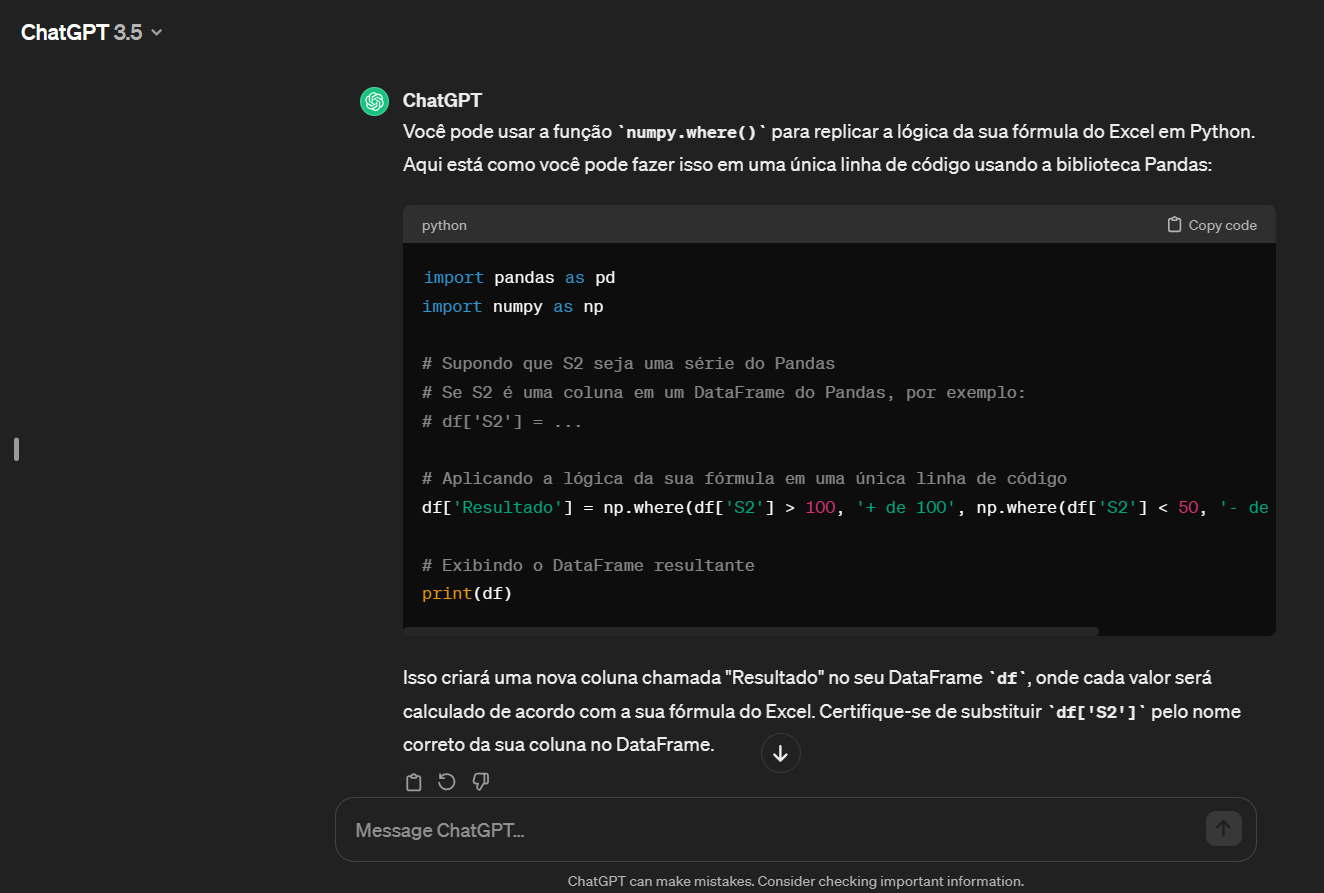 ChatGPT 3.5
ChatGPT
Você pode usar a função `numpy.where()` para replicar a lógica da sua fórmula do Excel em Python.
Aqui está como você pode fazer isso em uma única linha de código usando a biblioteca Pandas:
python
Copy code
import pandas as pd
import numpy as np
# Supondo que S2 seja uma série do Pandas
# Se S2 é uma coluna em um DataFrame do Pandas, por exemplo:
# df['S2'] = ...
# Aplicando a lógica da sua fórmula em uma única linha de código
df['Resultado'] = np.where(df['S2'] > 100, '+ de 100', np.where(df['S2'] < 50, '- de
# Exibindo o DataFrame resultante
print(df)
Isso criará uma nova coluna chamada "Resultado" no seu DataFrame `df`, onde cada valor será
calculado de acordo com a sua fórmula do Excel. Certifique-se de substituir `df['S2']` pelo nome
correto da sua coluna no DataFrame.
Message ChatGPT...
ChatGPT can make mistakes. Consider checking important information.